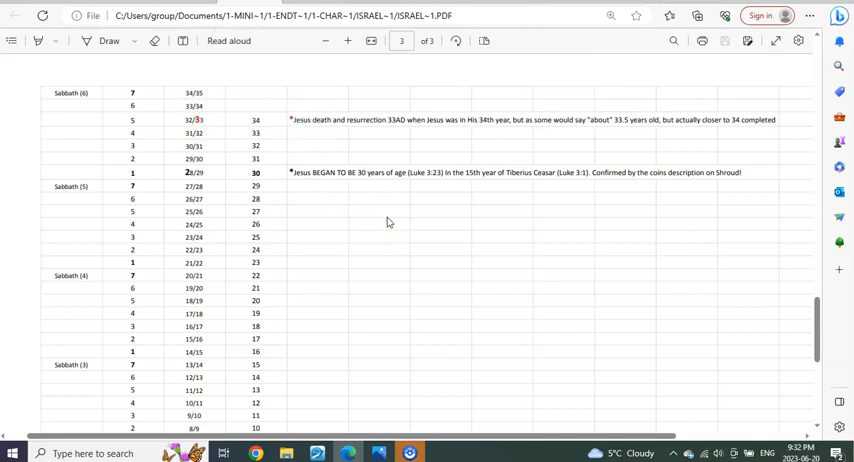 File
C:/Users/group/Documents/1-MINI~1/1-ENDT~1/1-CHAR~1/ISRAEL~1/ISRAEL~1.PDF
Sign in
Draw
Read aloud
3 of 3
Sabbath (6) 7 34/35
6 33/34
5 32/33 34 *Jesus death and resurrection 33AD when Jesus was in His 34th year, but as some would say "about" 33.5 years old, but actually closer to 34 completed
4 31/32 33
3 30/31 32
2 29/30 31
1 28/29 30 *Jesus BEGAN TO BE 30 years of age (Luke 3:23) In the 15th year of Tiberius Ceasar (Luke 3:1). Confirmed by the coins description on Shroud!
Sabbath (5) 7 27/28 29
6 26/27 28
5 25/26 27
4 24/25 26
3 23/24 25
2 22/23 24
1 21/22 23
Sabbath (4) 7 20/21 22
6 19/20 21
5 18/19 20
4 17/18 19
3 16/17 18
2 15/16 17
1 14/15 16
Sabbath (3) 7 13/14 15
6 12/13 14
5 11/12 13
4 10/11 12
3 9/10 11
2 8/9 10
Type here to search
5°C Cloudy
ENG
9:32 PM
2023-06-20
2